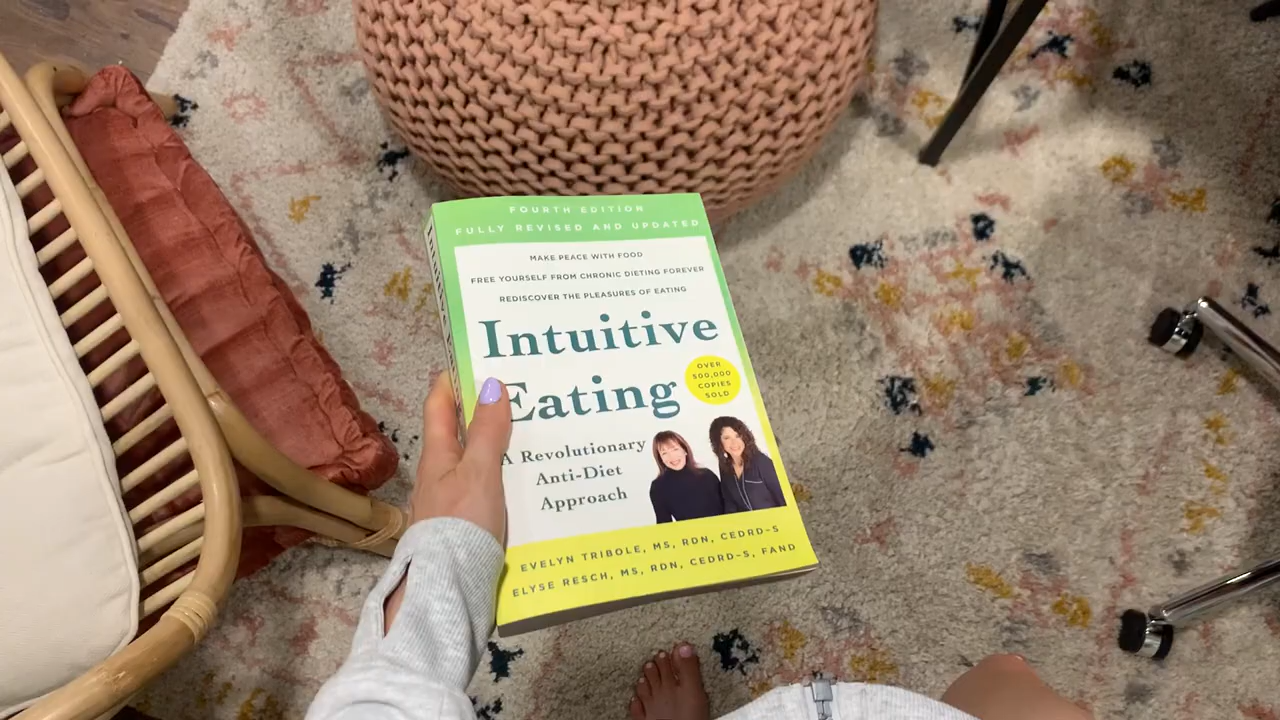 FOURTH EDITION
FULLY REVISED AND UPDATED
MAKE PEACE WITH FOOD
FREE YOURSELF FROM CHRONIC DIETING FOREVER
REDISCOVER THE PLEASURES OF EATING
Intuitive
Eating
OVER
500,000
COPIES
SOLD
A Revolutionary
Anti-Diet
Approach
EVELYN TRIBOLE, MS, RDN, CEDRD-S
ELYSE RESCH, MS, RDN, CEDRD-S, FAND